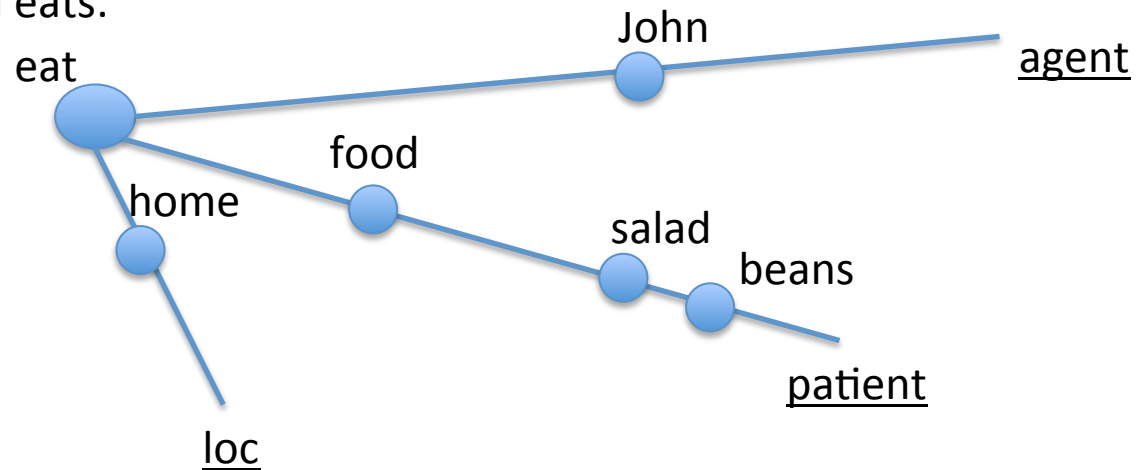 eats.
eat
John
agent
food
home
salad
beans
patient
loc